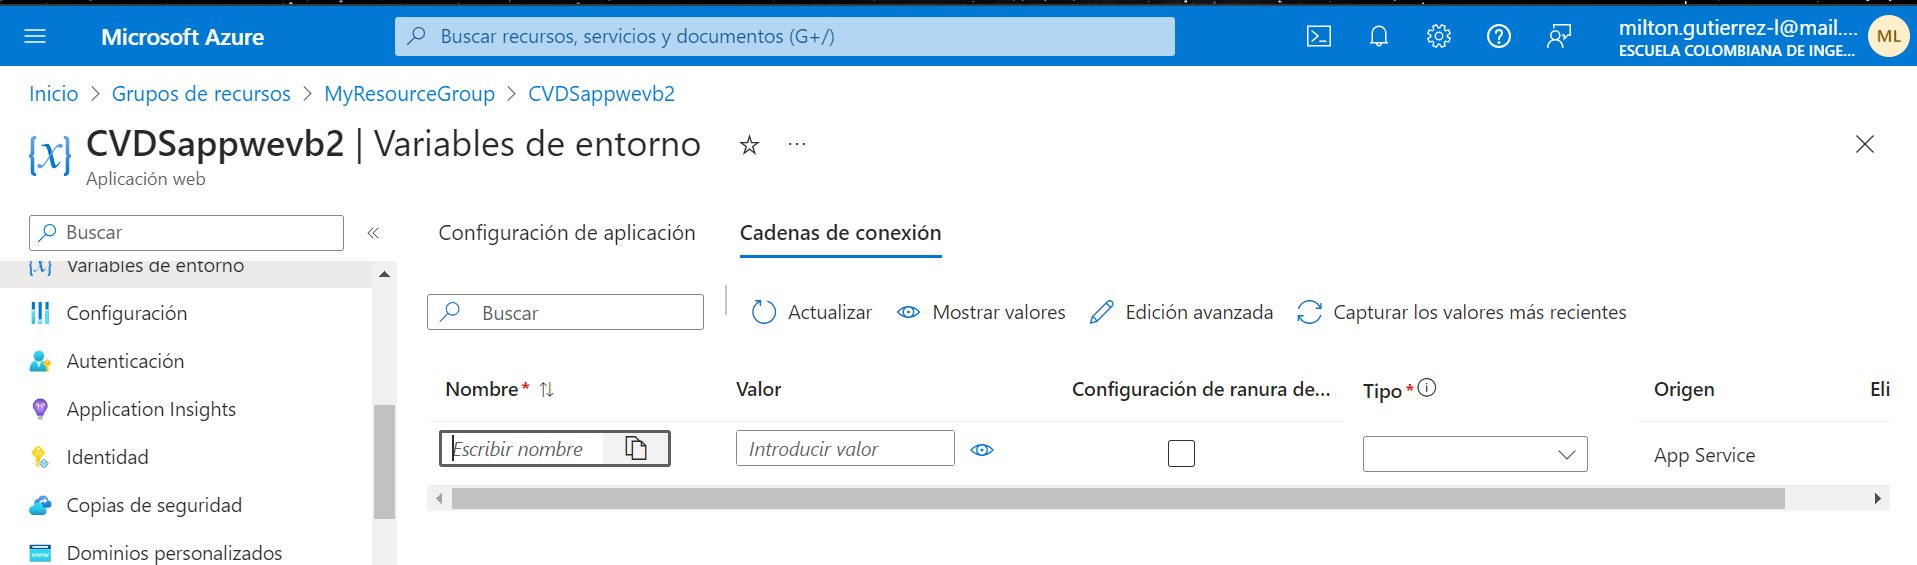 Microsoft Azure
Buscar recursos, servicios y documentos (G+/)
milton.gutierrez-l@mail....
ESCUELA COLOMBIANA DE INGE...
ML
Inicio > Grupos de recursos > MyResourceGroup > CVDSappwevb2
CVDSappwevb2 | Variables de entorno
Aplicación web
Buscar
Variables de entorno
Configuración
Autenticación
Application Insights
Identidad
Copias de seguridad
Dominios personalizados
Configuración de aplicación
Cadenas de conexión
Buscar
Actualizar
Mostrar valores
Edición avanzada
Capturar los valores más recientes
Nombre*
Valor
Configuración de ranura de...
Tipo *
Origen
Eli
Escribir nombre
Introducir valor
App Service